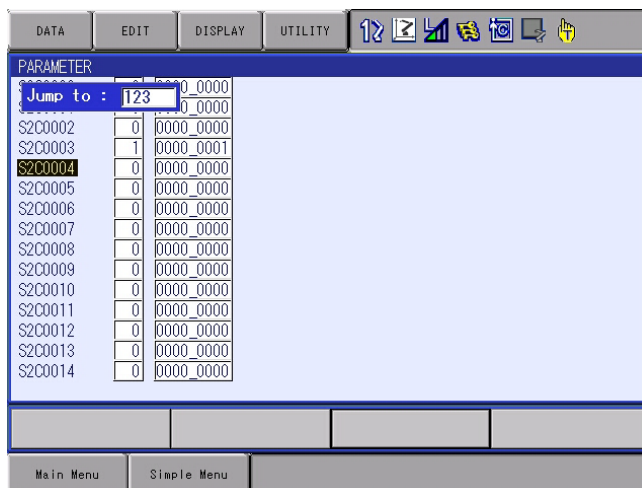 DATA EDIT DISPLAY UTILITY
PARAMETER
0_0000
Jump to : 123
0_0000
S2C0002 0 0000_0000
S2C0003 1 0000_0001
S2C0004 0 0000_0000
S2C0005 0 0000_0000
S2C0006 0 0000_0000
S2C0007 0 0000_0000
S2C0008 0 0000_0000
S2C0009 0 0000_0000
S2C0010 0 0000_0000
S2C0011 0 0000_0000
S2C0012 0 0000_0000
S2C0013 0 0000_0000
S2C0014 0 0000_0000
Main Menu Simple Menu